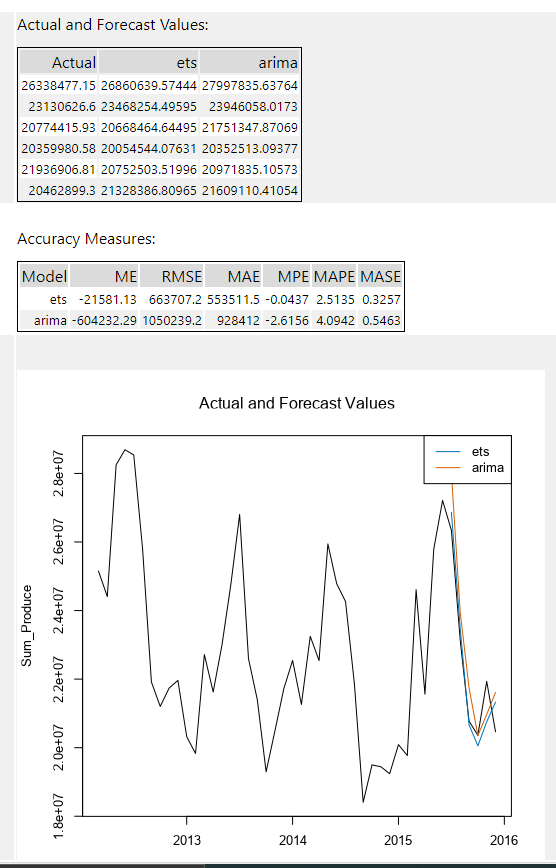 Actual and Forecast Values:
Actual ets arima
26338477.15 26860639.57444 27997835.63764
23130626.6 23468254.49595 23946058.0173
20774415.93 20668464.64495 21751347.87069
20359980.58 20054544.07631 20352513.09377
21936906.81 20752503.51996 20971835.10573
20462899.3 21328386.80965 21609110.41054
Accuracy Measures:
Model ME RMSE MAE MPE MAPE MASE
ets -21581.13 663707.2 553511.5 -0.0437 2.5135 0.3257
arima -604232.29 1050239.2 928412 -2.6156 4.0942 0.5463
Actual and Forecast Values
ets
arima
2.8e+07
2.6e+07
2.4e+07
2.2e+07
2.0e+07
1.8e+07
Sum_Produce
2013 2014 2015 2016